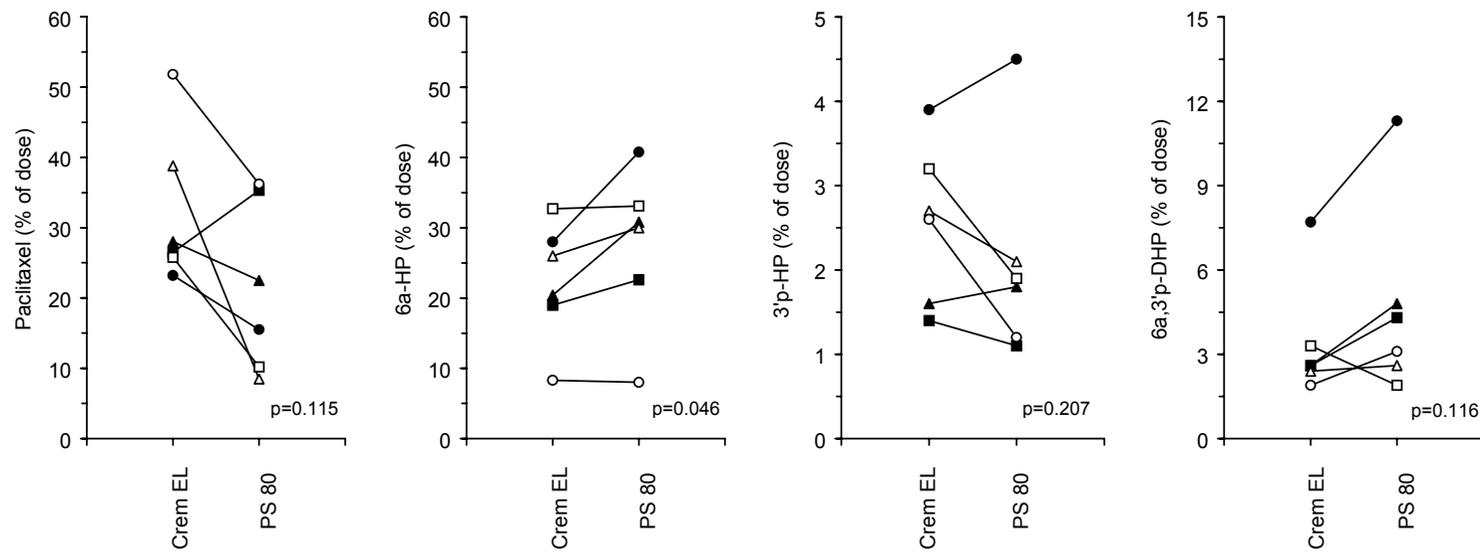 Paclitaxel (% of dose)
60
50
40
30
20
10
0
p=0.115
Crem EL
PS 80
6a-HP (% of dose)
60
50
40
30
20
10
0
p=0.046
Crem EL
PS 80
3'p-HP (% of dose)
5
4
3
2
1
0
p=0.207
Crem EL
PS 80
6a,3'p-DHP (% of dose)
15
12
9
6
3
0
p=0.116
Crem EL
PS 80